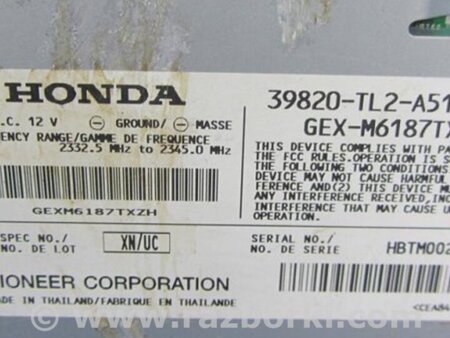 HONDA
39820-TL2-A51
.C. 12 V GROUND/ MASSE
GEX-M6187TX
ENCY RANGE/GAMME DE FREQUENCE
2332.5 MHz to 2345.0 MHz
THIS DEVICE COMPLIES WITH PA
FCC RULES.OPERATION IS S
THE FOLLOWING TWO CONDITIONS
DEVICE MAY NOT CAUSE HARMFUL
FERENCE,AND(2) THIS DEVICE MUS
ANY INTERFERENCE RECEIVED,INC
INTERFERENCE THAT MAY CAUSE U
OPERATION.
GEXM6187TXZH
SPEC NO./
NO. DE LOT
XN/UC
SERIAL NO./
NO. DE SERIE
HBTM002
IONEER CORPORATION
ADE IN THAILAND/FABRIQUE EN THAILANDE
<CEA84
www.razborki.com